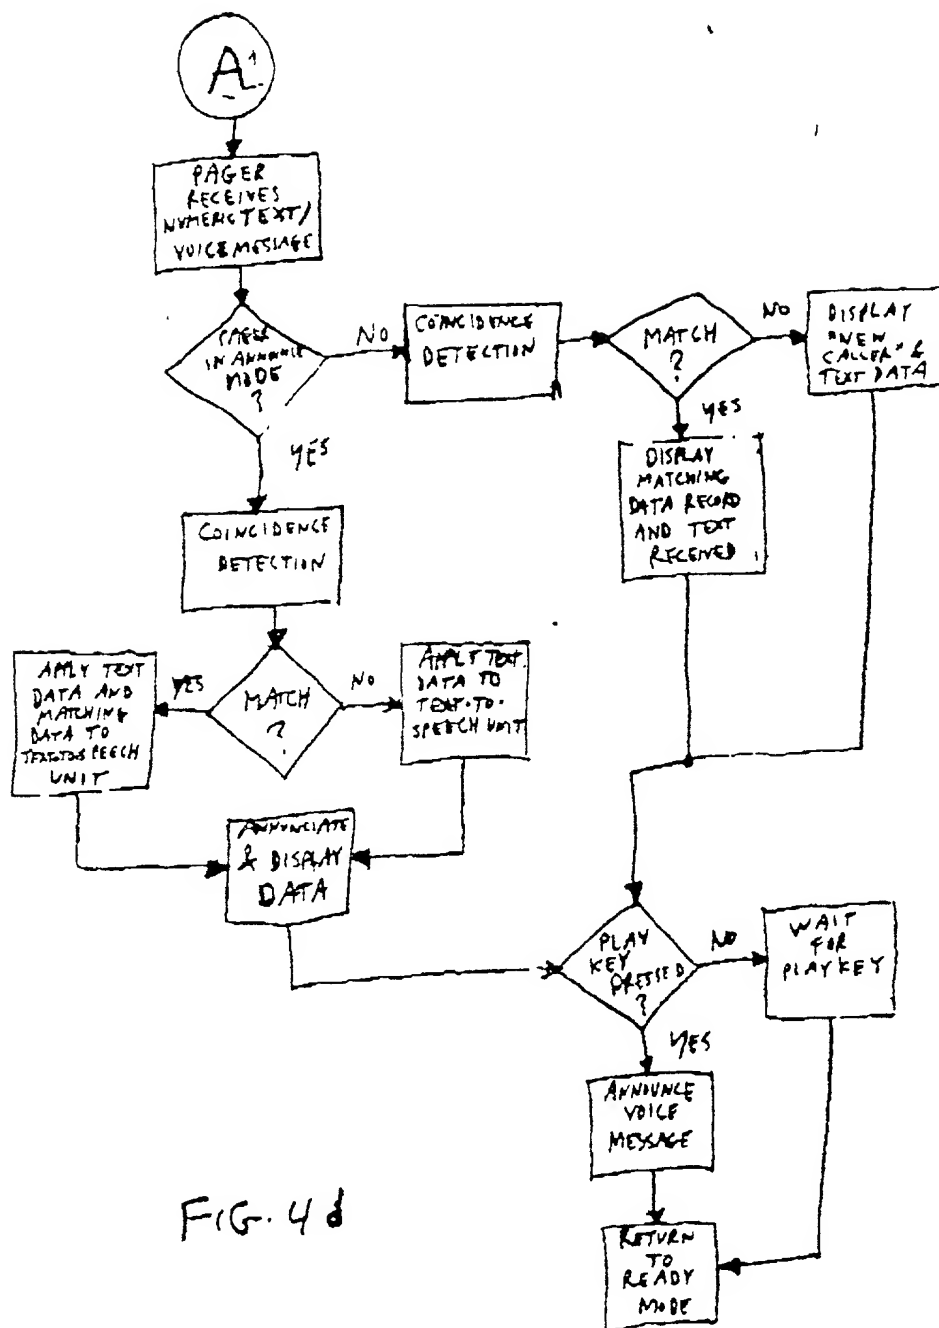 A1
PAGER
RECEIVES
NUMERIC TEXT/
VOICE MESSAGE
PAGER
IN ANNUNCE
MODE
?
NO
COINCIDENCE
DETECTION
MATCH
?
NO
DISPLAY
"NEW
CALLER" &
TEXT DATA
YES
DISPLAY
MATCHING
DATA RECORD
AND TEXT
RECEIVED
YES
COINCIDENCE
DETECTION
MATCH
?
YES
APPLY TEXT
DATA AND
MATCHING
DATA TO
TEXT-TO-SPEECH
UNIT
NO
APPLY TEXT
DATA TO
TEXT-TO-
SPEECH UNIT
ANNUNCIATE
& DISPLAY
DATA
PLAY
KEY
PRESSED
?
NO
WAIT
FOR
PLAY KEY
YES
ANNOUNCE
VOICE
MESSAGE
RETURN
TO
READY
MODE
FIG. 4d